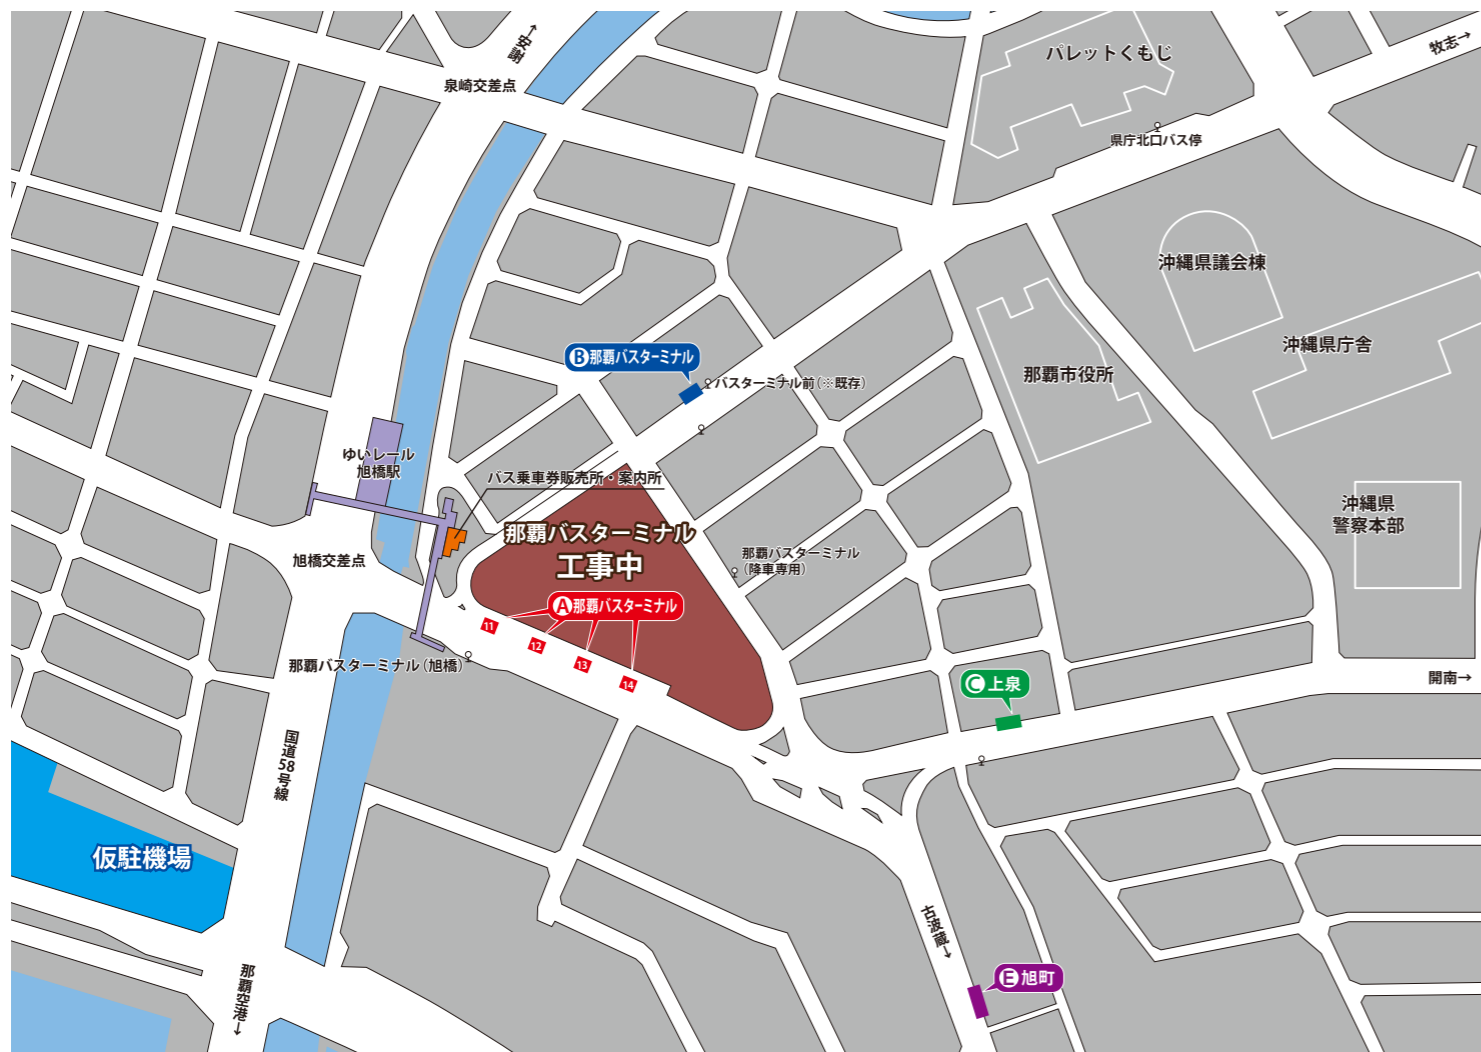 ↑安謝
泉崎交差点
パレットくもじ
牧志→
県庁北口バス停
沖縄県議会棟
沖縄県庁舎
那覇市役所
B那覇バスターミナル
バスターミナル前(※既存)
ゆいレール
旭橋駅
バス乗車券販売所・案内所
沖縄県
警察本部
那覇バスターミナル
工事中
旭橋交差点
那覇バスターミナル
(降車専用)
A那覇バスターミナル
11
12
13
14
那覇バスターミナル(旭橋)
C上泉
開南→
国道58号線
仮駐機場
古波蔵→
E旭町
那覇空港→